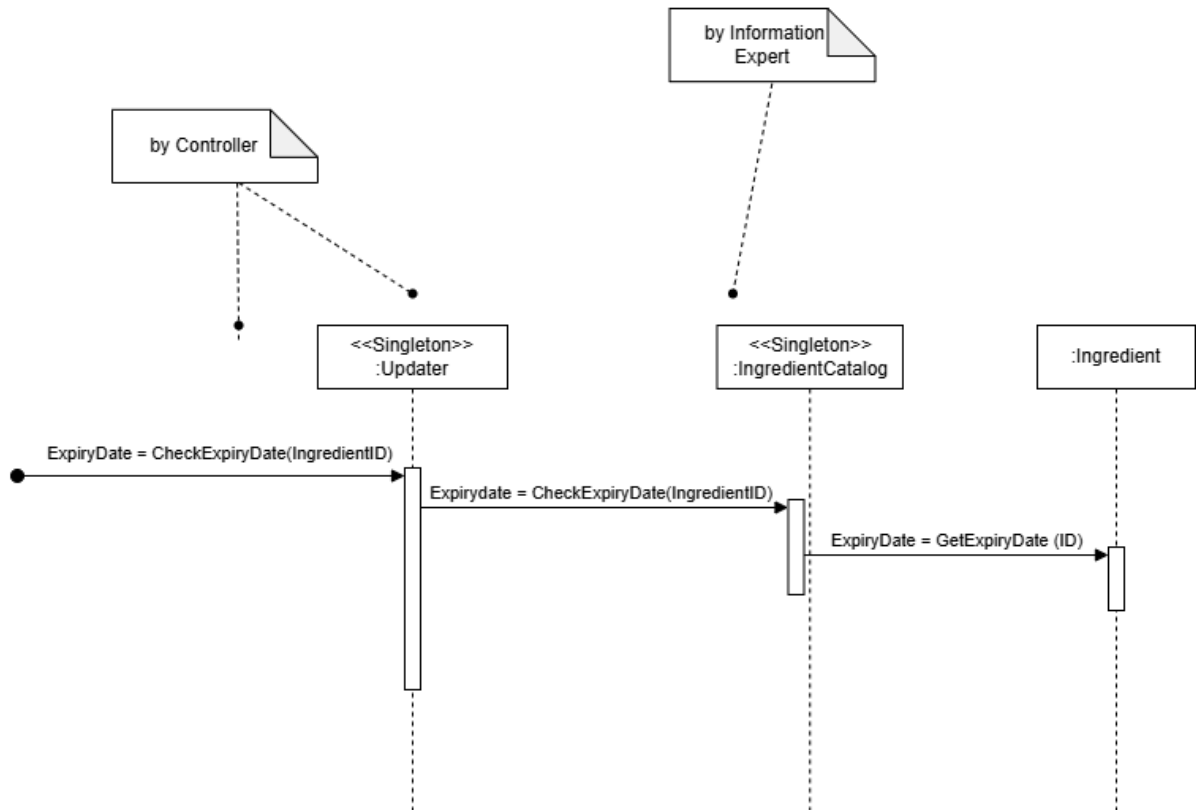 by Information
Expert
by Controller
<<Singleton>>
:Updater
<<Singleton>>
:IngredientCatalog
:Ingredient
ExpiryDate = CheckExpiryDate(IngredientID)
Expirydate = CheckExpiryDate(IngredientID)
ExpiryDate = GetExpiryDate (ID)